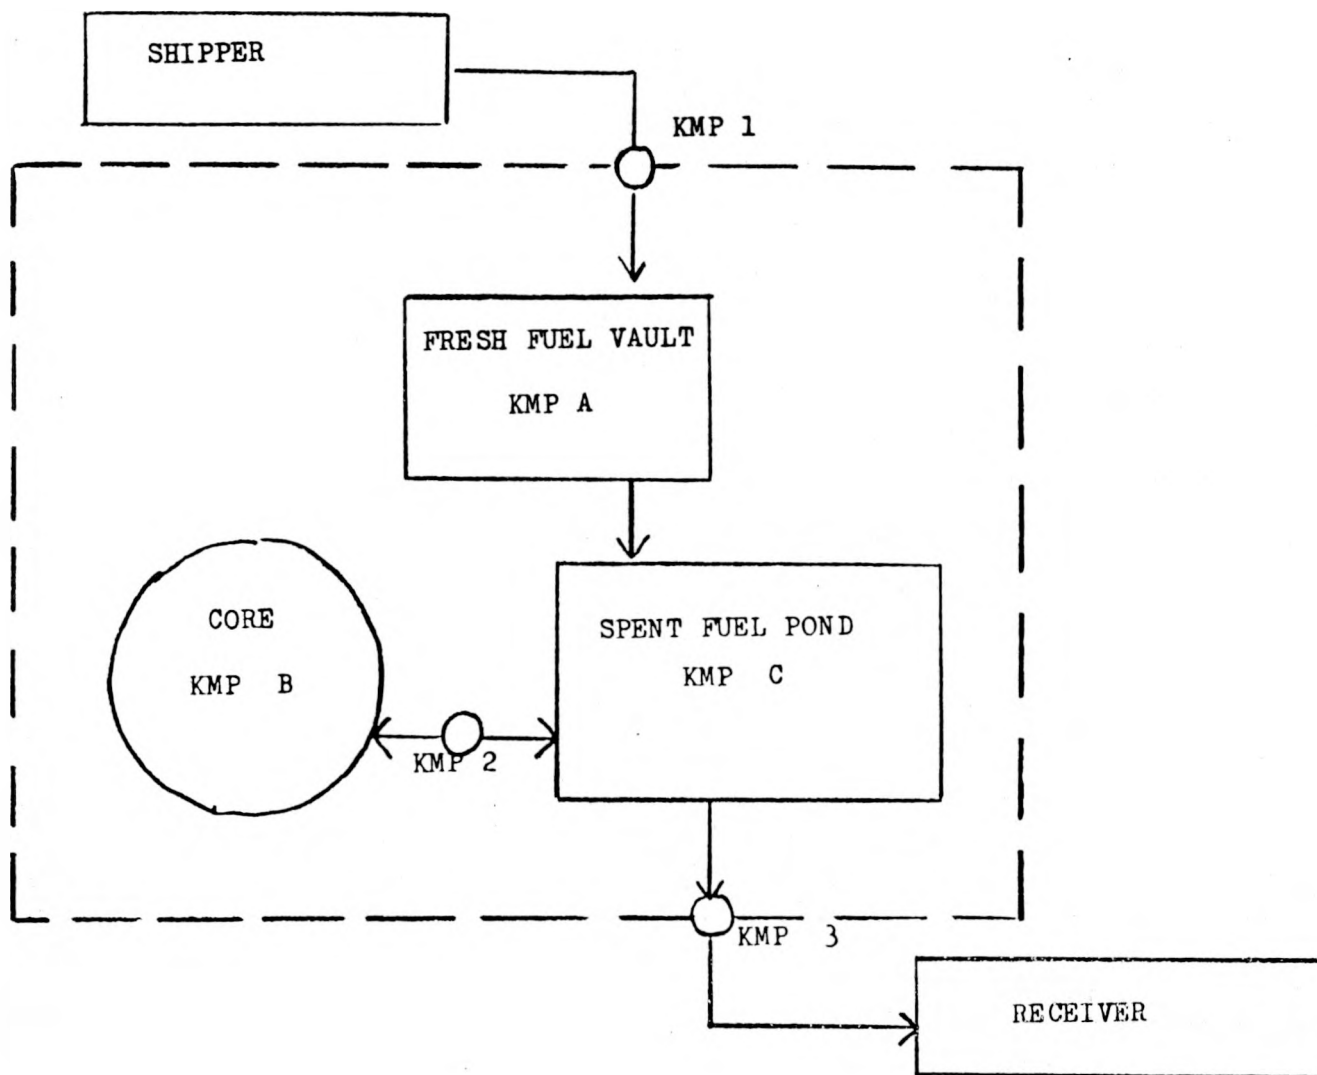 SHIPPER
KMP 1
FRESH FUEL VAULT
KMP A
CORE
KMP B
SPENT FUEL POND
KMP C
KMP 2
KMP 3
RECEIVER